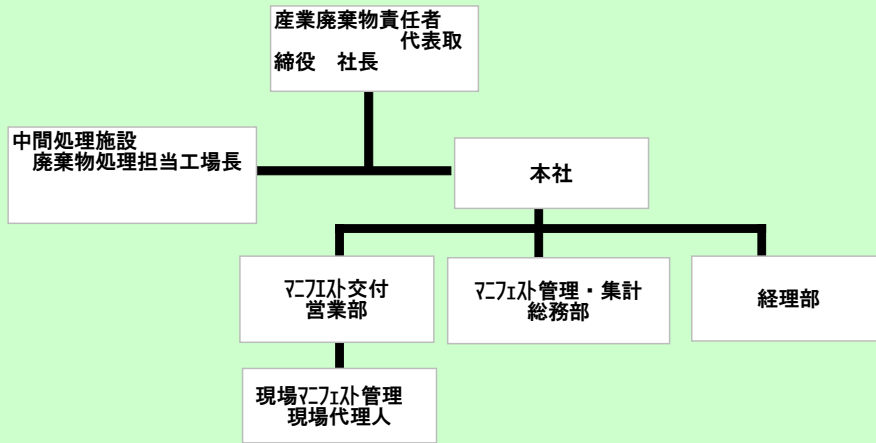 産業廃棄物責任者
代表取
締役　社長
中間処理施設
廃棄物処理担当工場長
本社
ﾏﾆﾌｴｽﾄ交付
営業部
ﾏﾆﾌｪｽﾄ管理・集計
総務部
経理部
現場ﾏﾆﾌｪｽﾄ管理
現場代理人